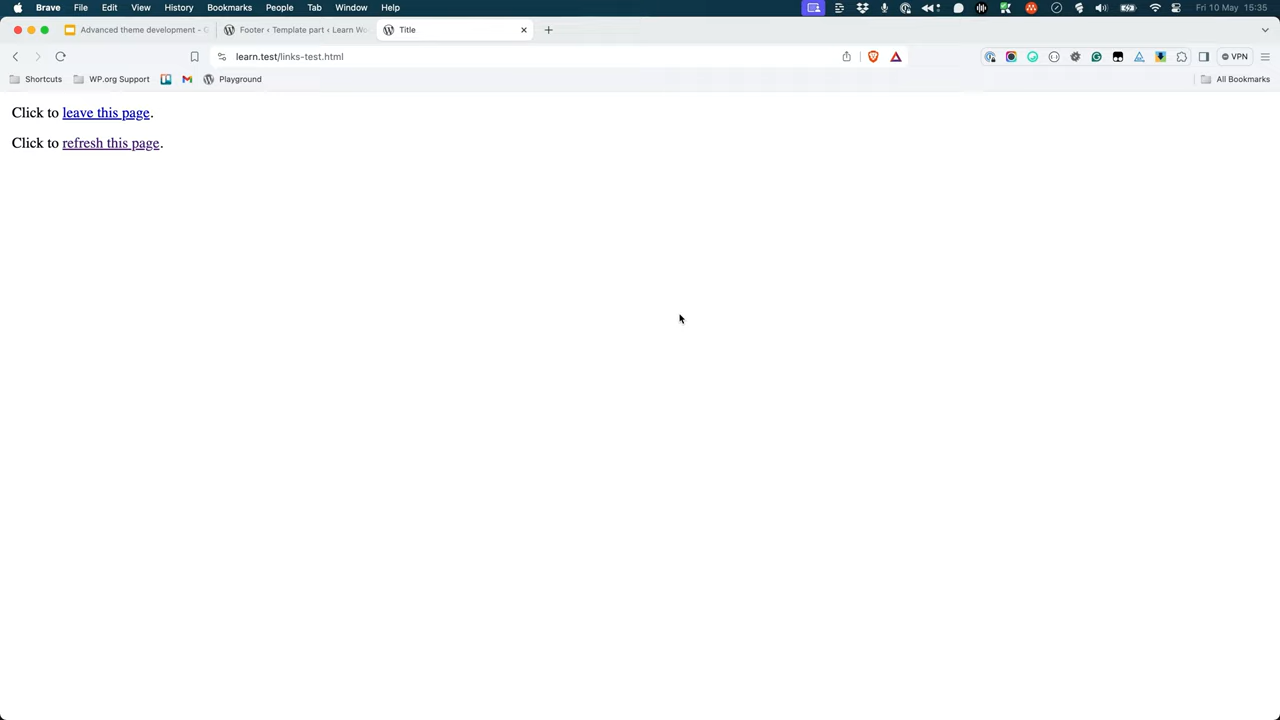 Brave File Edit View History Bookmarks People Tab Window Help Fri 10 May 15:35
Advanced theme development - G Footer ‹ Template part ‹ Learn Wo Title
learn.test/links-test.html VPN
Shortcuts WP.org Support Playground All Bookmarks
Click to leave this page.
Click to refresh this page.